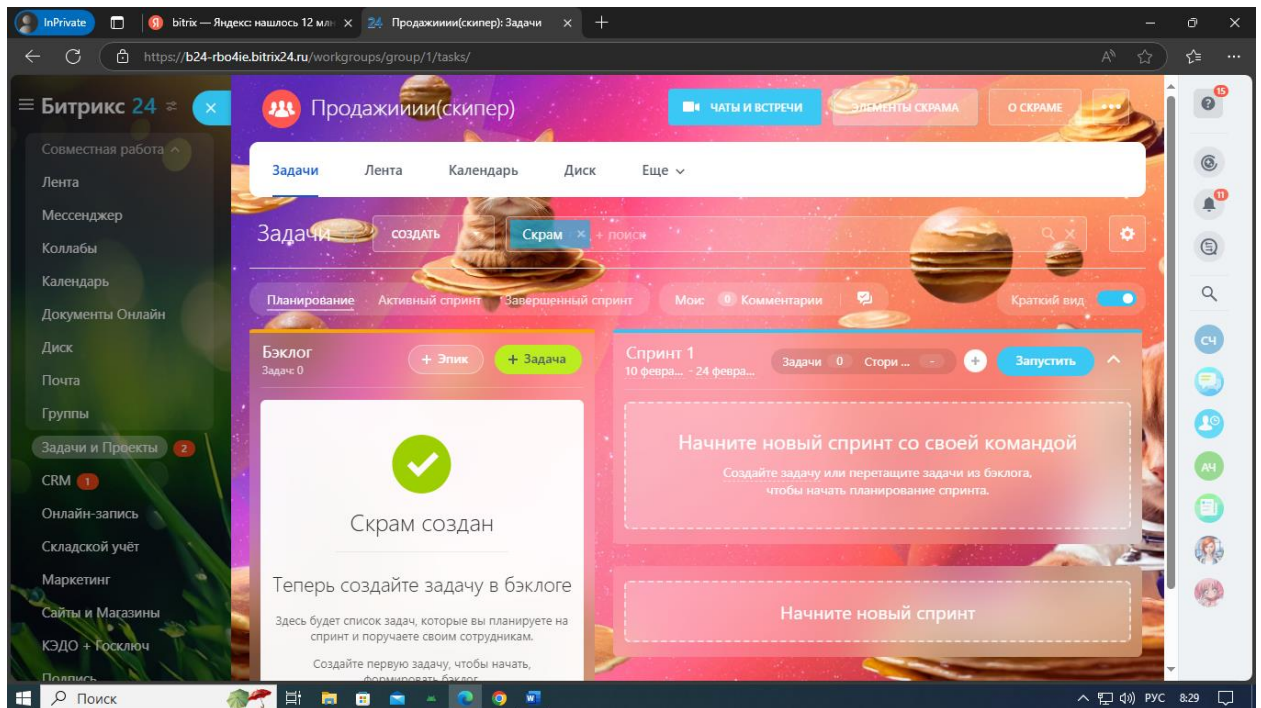 InPrivate
bitrix — Яндекс: нашлось 12 млн
24 Продажииии(скипер): Задачи
https://b24-rbo4ie.bitrix24.ru/workgroups/group/1/tasks/
Битрикс 24
Совместная работа
Лента
Мессенджер
Коллабы
Календарь
Документы Онлайн
Диск
Почта
Группы
Задачи и Проекты 2
CRM 1
Онлайн-запись
Складской учёт
Маркетинг
Сайты и Магазины
КЭДО + Госключ
Подпись
Продажииии(скипер)
ЧАТЫ И ВСТРЕЧИ
ЭЛЕМЕНТЫ СКРАМА
О СКРАМЕ
Задачи Лента Календарь Диск Еще
Задачи
СОЗДАТЬ
Скрам × + поиск
Планирование Активный спринт Завершенный спринт
Мои: 0 Комментарии
Краткий вид
Бэклог
Задач: 0
+ Эпик
+ Задача
Скрам создан
Теперь создайте задачу в бэклоге
Здесь будет список задач, которые вы планируете на
спринт и поручаете своим сотрудникам.
Создайте первую задачу, чтобы начать,
формировать бэклог
Спринт 1
10 февра... - 24 февра...
Задачи 0 Стори ... -
Запустить
Начните новый спринт со своей командой
Создайте задачу или перетащите задачи из бэклога,
чтобы начать планирование спринта.
Начните новый спринт
15
11
СЧ
АЧ
Поиск
РУС
8:29